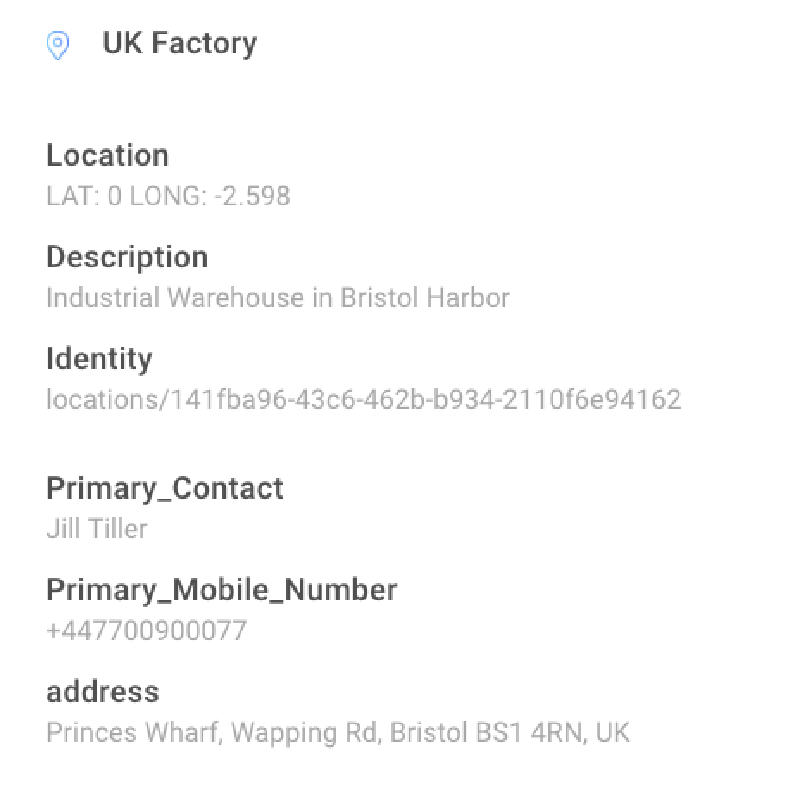 UK Factory
Location
LAT: 0 LONG: -2.598
Description
Industrial Warehouse in Bristol Harbor
Identity
locations/141fba96-43c6-462b-b934-2110f6e94162
Primary_Contact
Jill Tiller
Primary_Mobile_Number
+447700900077
address
Princes Wharf, Wapping Rd, Bristol BS1 4RN, UK